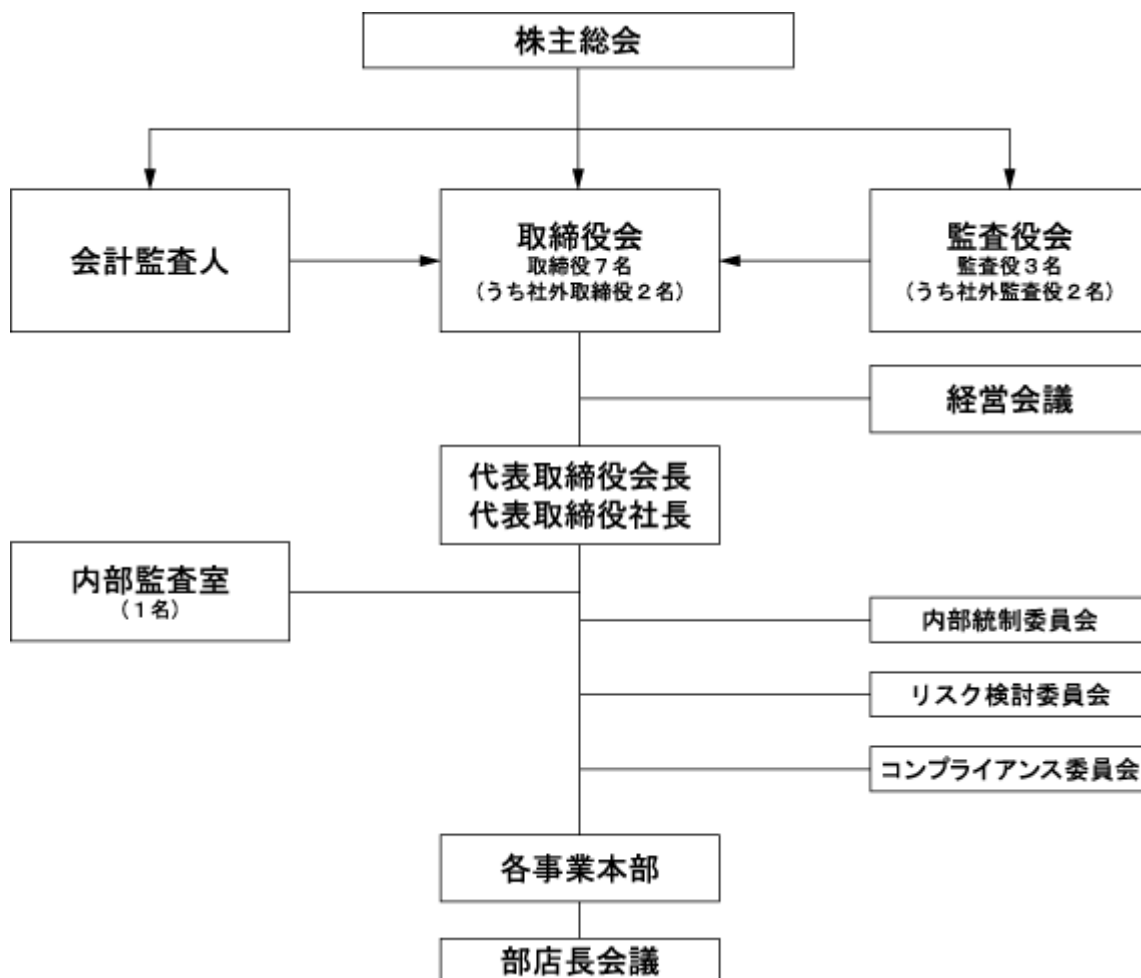 株主総会
会計監査人
取締役会
取締役7名
(うち社外取締役2名)
監査役会
監査役3名
(うち社外監査役2名)
経営会議
代表取締役会長
代表取締役社長
内部監査室
(1名)
内部統制委員会
リスク検討委員会
コンプライアンス委員会
各事業本部
部店長会議